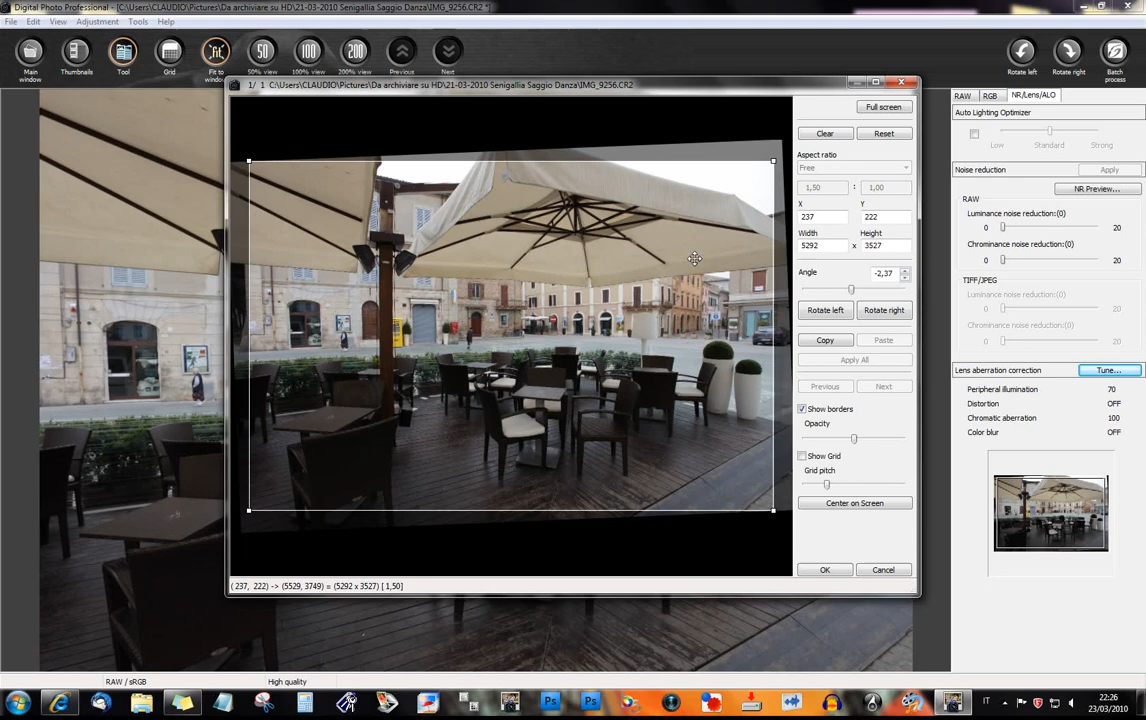 Digital Photo Professional - [C:\Users\CLAUDIO\Pictures\Da archiviare su HD\21-03-2010 Senigallia Saggio Danza\IMG_9256.CR2 *]
File Edit View Adjustment Tools Help
50 100 200
Main window
Thumbnails
Tool
Grid
Fit to window
50% view
100% view
200% view
Previous
Next
Rotate left
Rotate right
Batch process
1/ 1 C:\Users\CLAUDIO\Pictures\Da archiviare su HD\21-03-2010 Senigallia Saggio Danza\IMG_9256.CR2
Full screen
Clear Reset
Aspect ratio
Free
1,50 : 1,00
X Y
237 222
Width Height
5292 x 3527
Angle -2,37
Rotate left Rotate right
Copy Paste
Apply All
Previous Next
Show borders
Opacity
Show Grid
Grid pitch
Center on Screen
OK Cancel
( 237, 222) -> (5529, 3749) = (5292 x 3527) [ 1,50]
RAW RGB NR/Lens/ALO
Auto Lighting Optimizer
Low Standard Strong
Noise reduction Apply
NR Preview...
RAW
Luminance noise reduction:(0)
0 20
Chrominance noise reduction:(0)
0 20
TIFF/JPEG
Luminance noise reduction:(0)
0 20
Chrominance noise reduction:(0)
0 20
Lens aberration correction Tune...
Peripheral illumination 70
Distortion OFF
Chromatic aberration 100
Color blur OFF
RAW / sRGB High quality
Ps Ps
IT
22:26
23/03/2010